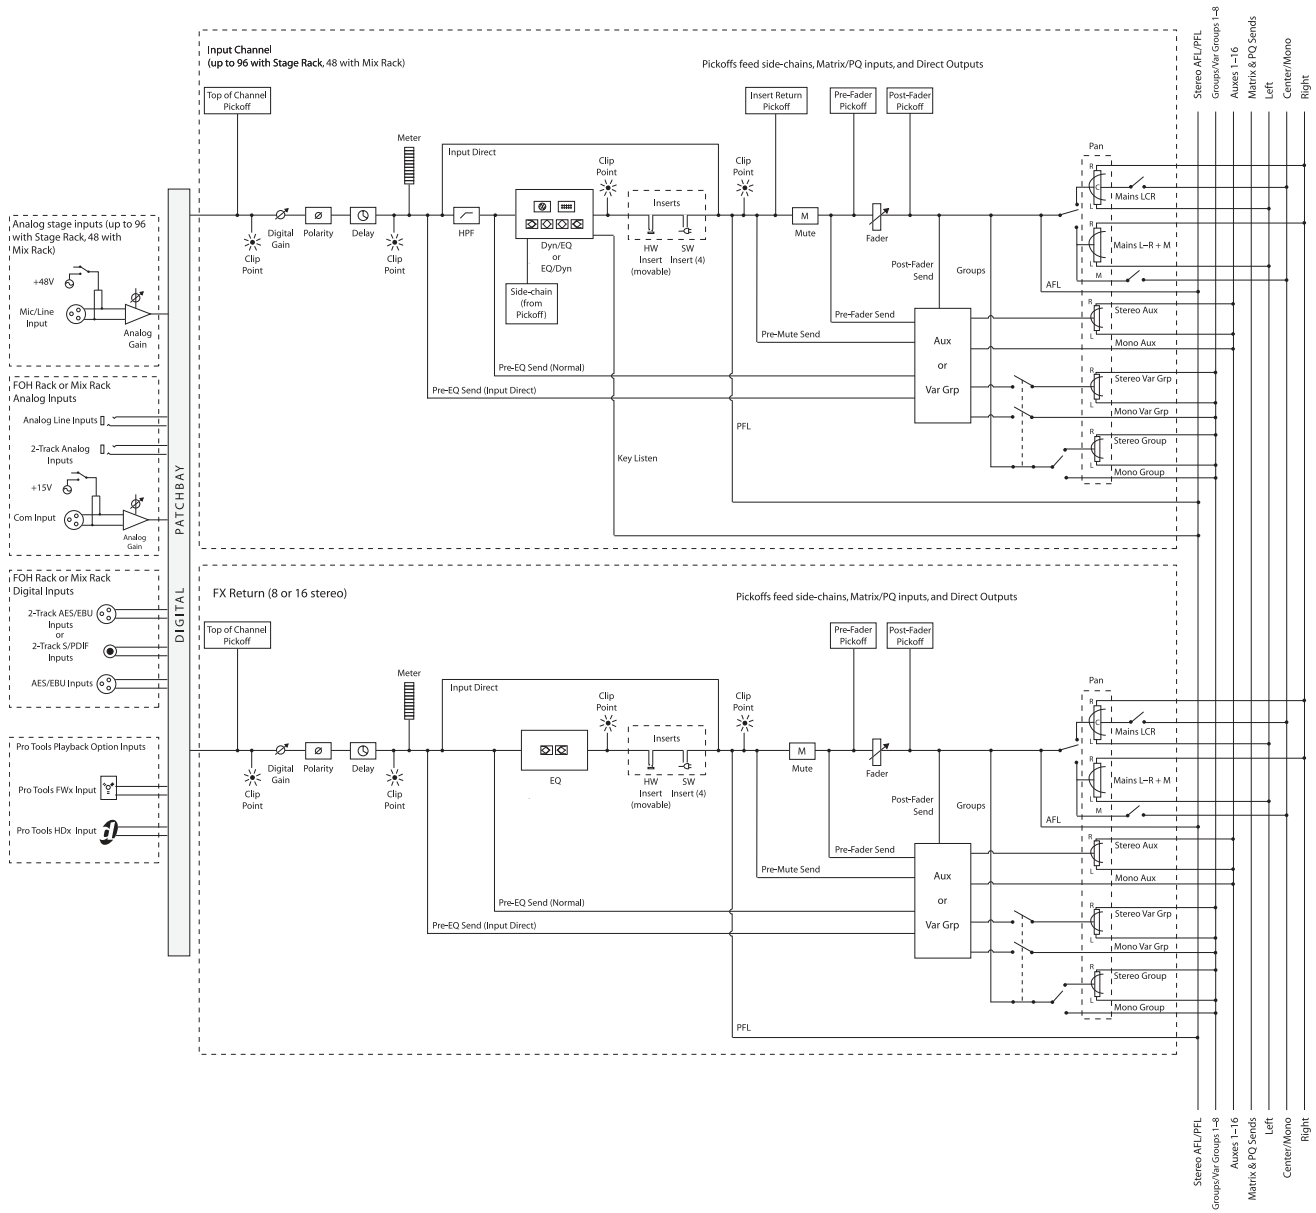 Input Channel
(up to 96 with Stage Rack, 48 with Mix Rack)
Pickoffs feed side-chains, Matrix/PQ inputs, and Direct Outputs
Stereo AFL/PFL
Groups/Var Groups 1–8
Auxes 1–16
Matrix & PQ Sends
Left
Center/Mono
Right
Top of Channel
Pickoff
Insert Return
Pickoff
Pre-Fader
Pickoff
Post-Fader
Pickoff
Meter
Input Direct
Clip
Point
Clip
Point
Pan
R
C
L
Mains LCR
Inserts
Digital
Gain
Polarity
Delay
HPF
Clip
Point
Clip
Point
Dyn/EQ
or
EQ/Dyn
HW
Insert
(movable)
SW
Insert (4)
M
Mute
Fader
R
Mains L–R + M
L
M
Side-chain
(from
Pickoff)
Post-Fader
Send
Groups
AFL
Pre-Fader Send
Pre-Mute Send
Pre-EQ Send (Normal)
Pre-EQ Send (Input Direct)
Aux
or
Var Grp
R
Stereo Aux
L
Mono Aux
R
Stereo Var Grp
L
Mono Var Grp
R
Stereo Group
L
Mono Group
PFL
Key Listen
Analog stage inputs (up to 96
with Stage Rack, 48 with
Mix Rack)
+48V
Mic/Line
Input
Analog
Gain
FOH Rack or Mix Rack
Analog Inputs
Analog Line Inputs
2-Track Analog
Inputs
+15V
Com Input
Analog
Gain
FOH Rack or Mix Rack
Digital Inputs
2-Track AES/EBU
Inputs
or
2-Track S/PDIF
Inputs
AES/EBU Inputs
Pro Tools Playback Option Inputs
Pro Tools FWx Input
Pro Tools HDx Input
DIGITAL PATCHBAY
FX Return (8 or 16 stereo)
Pickoffs feed side-chains, Matrix/PQ inputs, and Direct Outputs
Top of Channel
Pickoff
Pre-Fader
Pickoff
Post-Fader
Pickoff
Meter
Input Direct
Clip
Point
Clip
Point
Pan
R
C
L
Mains LCR
Inserts
Digital
Gain
Polarity
Delay
Clip
Point
Clip
Point
EQ
HW
Insert
(movable)
SW
Insert (4)
M
Mute
Fader
R
Mains L–R + M
L
M
Post-Fader
Send
Groups
AFL
Pre-Fader Send
Pre-Mute Send
Pre-EQ Send (Normal)
Pre-EQ Send (Input Direct)
Aux
or
Var Grp
R
Stereo Aux
L
Mono Aux
R
Stereo Var Grp
L
Mono Var Grp
R
Stereo Group
L
Mono Group
PFL
Stereo AFL/PFL
Groups/Var Groups 1–8
Auxes 1–16
Matrix & PQ Sends
Left
Center/Mono
Right